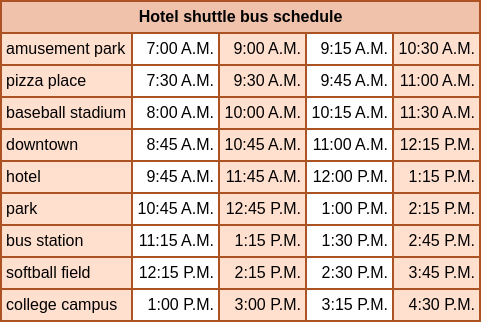 Hotel shuttle bus schedule
amusement park 7:00 A.M. 9:00 A.M. 9:15 A.M. 10:30 A.M.
pizza place 7:30 A.M. 9:30 A.M. 9:45 A.M. 11:00 A.M.
baseball stadium 8:00 A.M. 10:00 A.M. 10:15 A.M. 11:30 A.M.
downtown 8:45 A.M. 10:45 A.M. 11:00 A.M. 12:15 P.M.
hotel 9:45 A.M. 11:45 A.M. 12:00 P.M. 1:15 P.M.
park 10:45 A.M. 12:45 P.M. 1:00 P.M. 2:15 P.M.
bus station 11:15 A.M. 1:15 P.M. 1:30 P.M. 2:45 P.M.
softball field 12:15 P.M. 2:15 P.M. 2:30 P.M. 3:45 P.M.
college campus 1:00 P.M. 3:00 P.M. 3:15 P.M. 4:30 P.M.